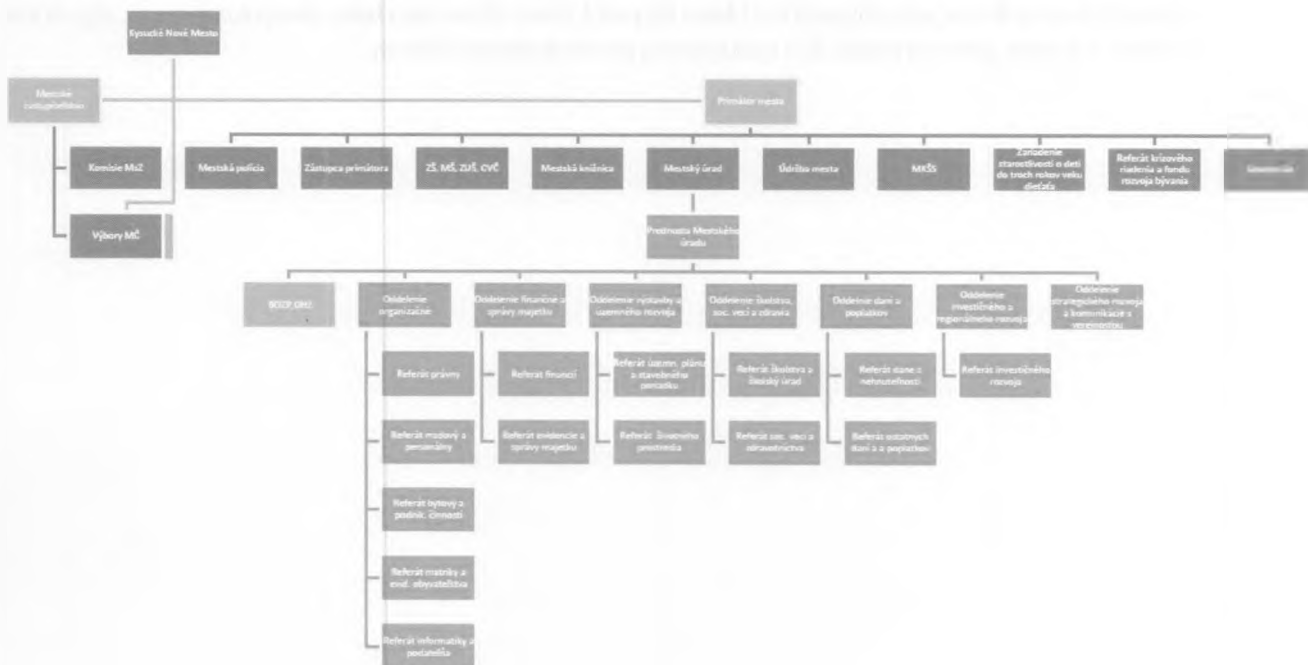 Kysucké Nové Mesto
Mestské
zastupiteľstvo
Primátor mesta
Komisie MsZ
Mestská polícia
Zástupca primátora
ZŠ, MŠ, ZUŠ, CVČ
Mestská knižnica
Mestský úrad
Údržba mesta
MKŠS
Zariadenie
starostlivosti o deti
do troch rokov veku
dieťaťa
Referát krízového
riadenia a fondu
rozvoja bývania
Výbory MČ
Prednosta Mestského
úradu
Oddelenie
organizačné
Oddelenie finančné a
správy majetku
Oddelenie výstavby a
územného rozvoja
Oddelenie školstva,
soc. vecí a zdravia
Oddelenie daní a
poplatkov
Oddelenie
investičného a
regionálneho rozvoja
Oddelenie
strategického rozvoja
a komunikácie s
verejnosťou
Referát právny
Referát financií
Referát územ. plánu
a stavebného
poriadku
Referát školstva a
školský úrad
Referát dane z
nehnuteľností
Referát investičného
rozvoja
Referát mzdový a
personálny
Referát evidencie a
správy majetku
Referát životného
prostredia
Referát soc. vecí a
zdravotníctva
Referát ostatných
daní a a poplatkov
Referát bytový a
podnik. činnosti
Referát matriky a
evid. obyvateľstva
Referát informatiky a
podateľňa